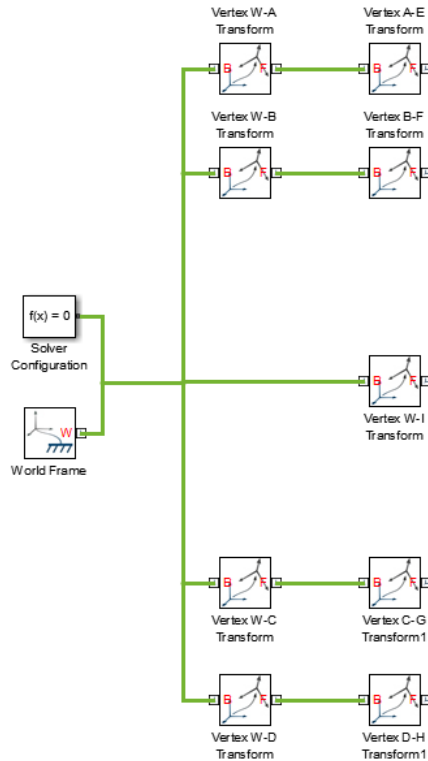 Vertex W-A
Transform
Vertex A-E
Transform
B
F
B
F
Vertex W-B
Transform
Vertex B-F
Transform
B
F
B
F
f(x) = 0
Solver
Configuration
B
F
Vertex W-I
Transform
W
World Frame
B
F
B
F
Vertex W-C
Transform
Vertex C-G
Transform1
B
F
B
F
Vertex W-D
Transform
Vertex D-H
Transform1